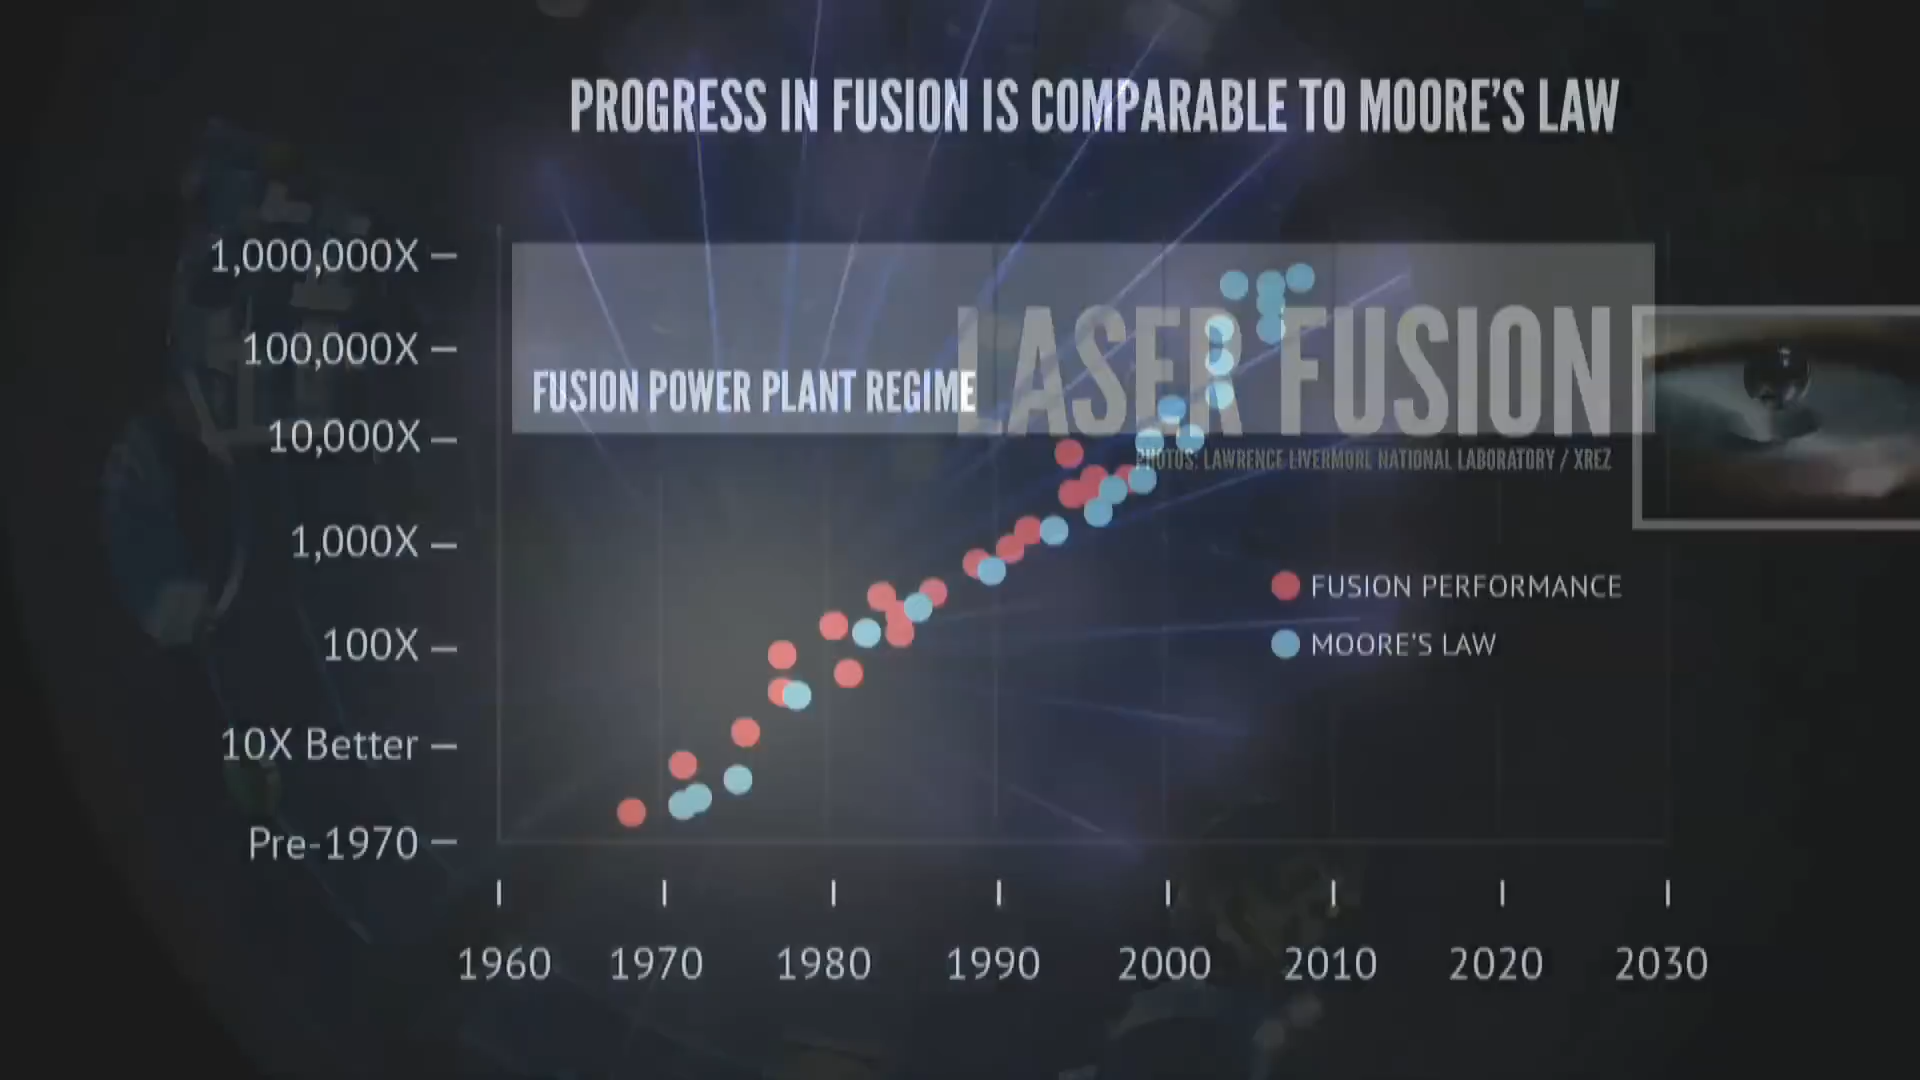 PROGRESS IN FUSION IS COMPARABLE TO MOORE'S LAW
1,000,000X
100,000X
LASER FUSION
FUSION POWER PLANT REGIME
10,000X
PHOTOS: LAWRENCE LIVERMORE NATIONAL LABORATORY / XREZ
1,000X
FUSION PERFORMANCE
100X
MOORE'S LAW
10X Better
Pre-1970
1960 1970 1980 1990 2000 2010 2020 2030